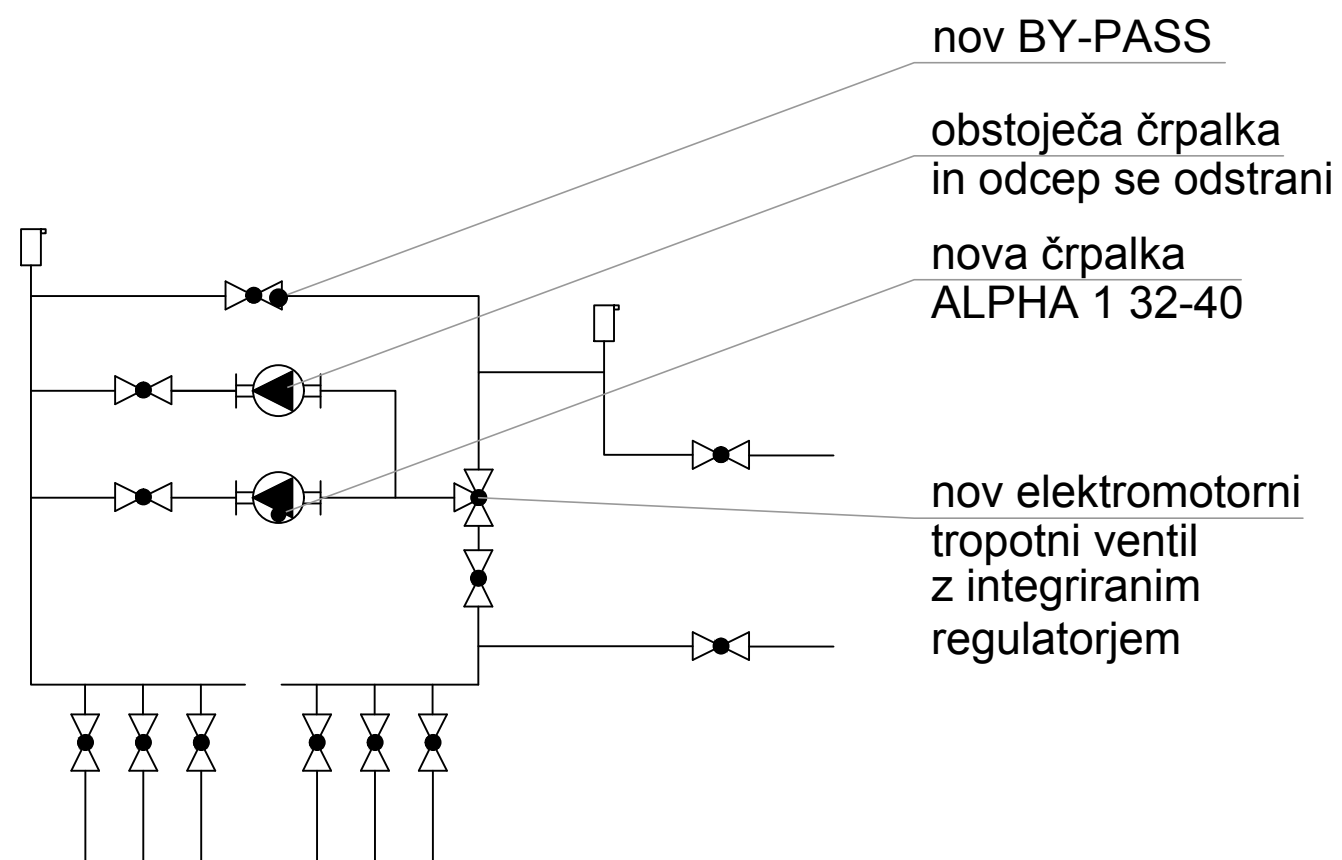 nov BY-PASS
obstoječa črpalka
in odcep se odstrani
nova črpalka
ALPHA 1 32-40
nov elektromotorni
tropotni ventil
z integriranim
regulatorjem